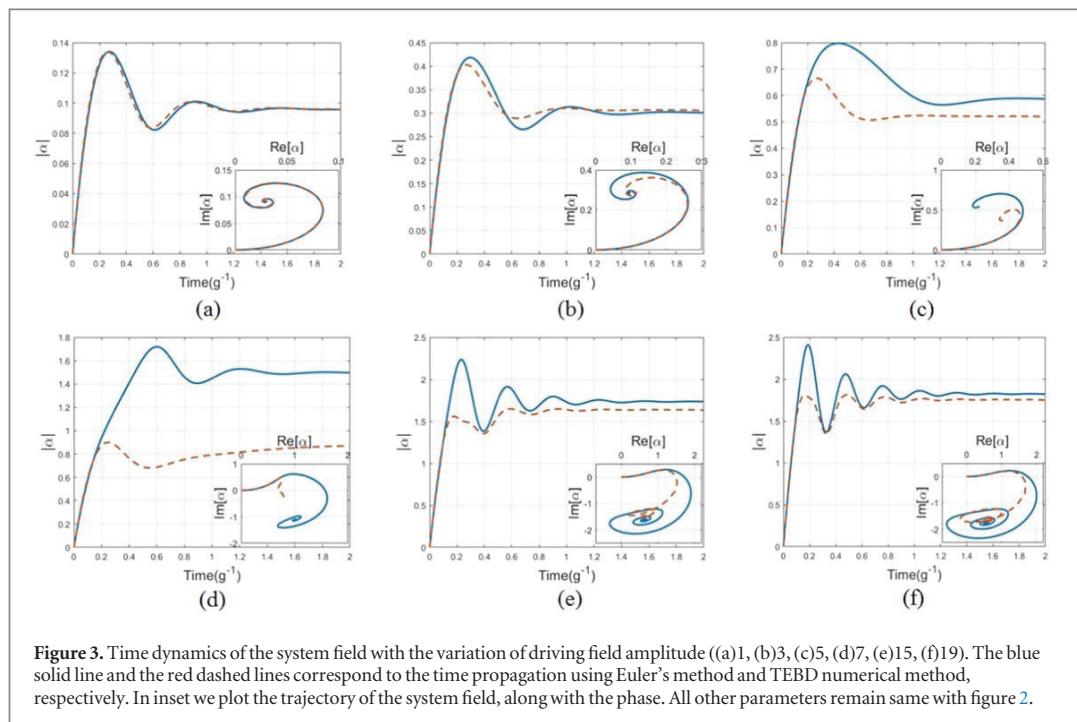 0.14
0.12
0.1
0.08
0.06
0.04
0.02
0
|α|
0 0.2 0.4 0.6 0.8 1 1.2 1.4 1.6 1.8 2
Time(g⁻¹)
Re[α]
0 0.05 0.1
0.15
0.1
0.05
0
Im[α]
(a)
0.5
0.45
0.4
0.35
0.3
0.25
0.2
0.15
0.1
0.05
0
|α|
0 0.2 0.4 0.6 0.8 1 1.2 1.4 1.6 1.8 2
Time(g⁻¹)
Re[α]
0 0.1 0.2 0.3
0.4
0.2
0
Im[α]
(b)
0.8
0.7
0.6
0.5
0.4
0.3
0.2
0.1
0
|α|
0 0.2 0.4 0.6 0.8 1 1.2 1.4 1.6 1.8 2
Time(g⁻¹)
Re[α]
0 0.2 0.4 0.6
1
0.5
0
Im[α]
(c)
1.8
1.6
1.4
1.2
1
0.8
0.6
0.4
0.2
0
|α|
0 0.2 0.4 0.6 0.8 1 1.2 1.4 1.6 1.8 2
Time(g⁻¹)
Re[α]
0 1 2
1
0
-1
-2
Im[α]
(d)
2.5
2
1.5
1
0.5
0
|α|
0 0.2 0.4 0.6 0.8 1 1.2 1.4 1.6 1.8 2
Time(g⁻¹)
Re[α]
0 1 2
0
-1
-2
Im[α]
(e)
2.5
2
1.5
1
0.5
0
|α|
0 0.2 0.4 0.6 0.8 1 1.2 1.4 1.6 1.8 2
Time(g⁻¹)
Re[α]
0 1 2
0
-1
-2
Im[α]
(f)
Figure 3. Time dynamics of the system field with the variation of driving field amplitude ((a)1, (b)3, (c)5, (d)7, (e)15, (f)19). The blue
solid line and the red dashed lines correspond to the time propagation using Euler's method and TEBD numerical method,
respectively. In inset we plot the trajectory of the system field, along with the phase. All other parameters remain same with figure 2.